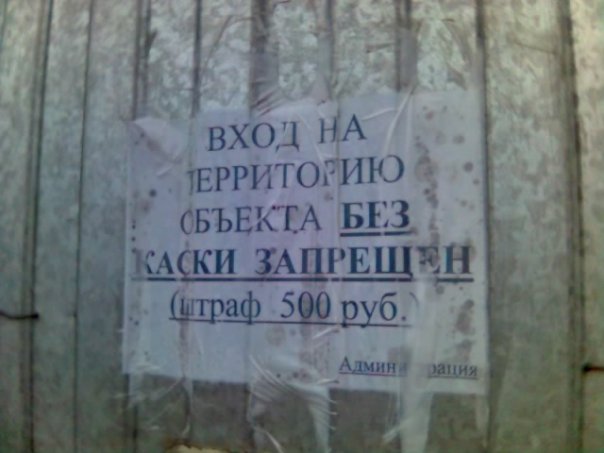 ВХОД НА
ТЕРРИТОРИЮ
ОБЪЕКТА БЕЗ
КАСКИ ЗАПРЕЩЕН
(штраф 500 руб.)
Администрация